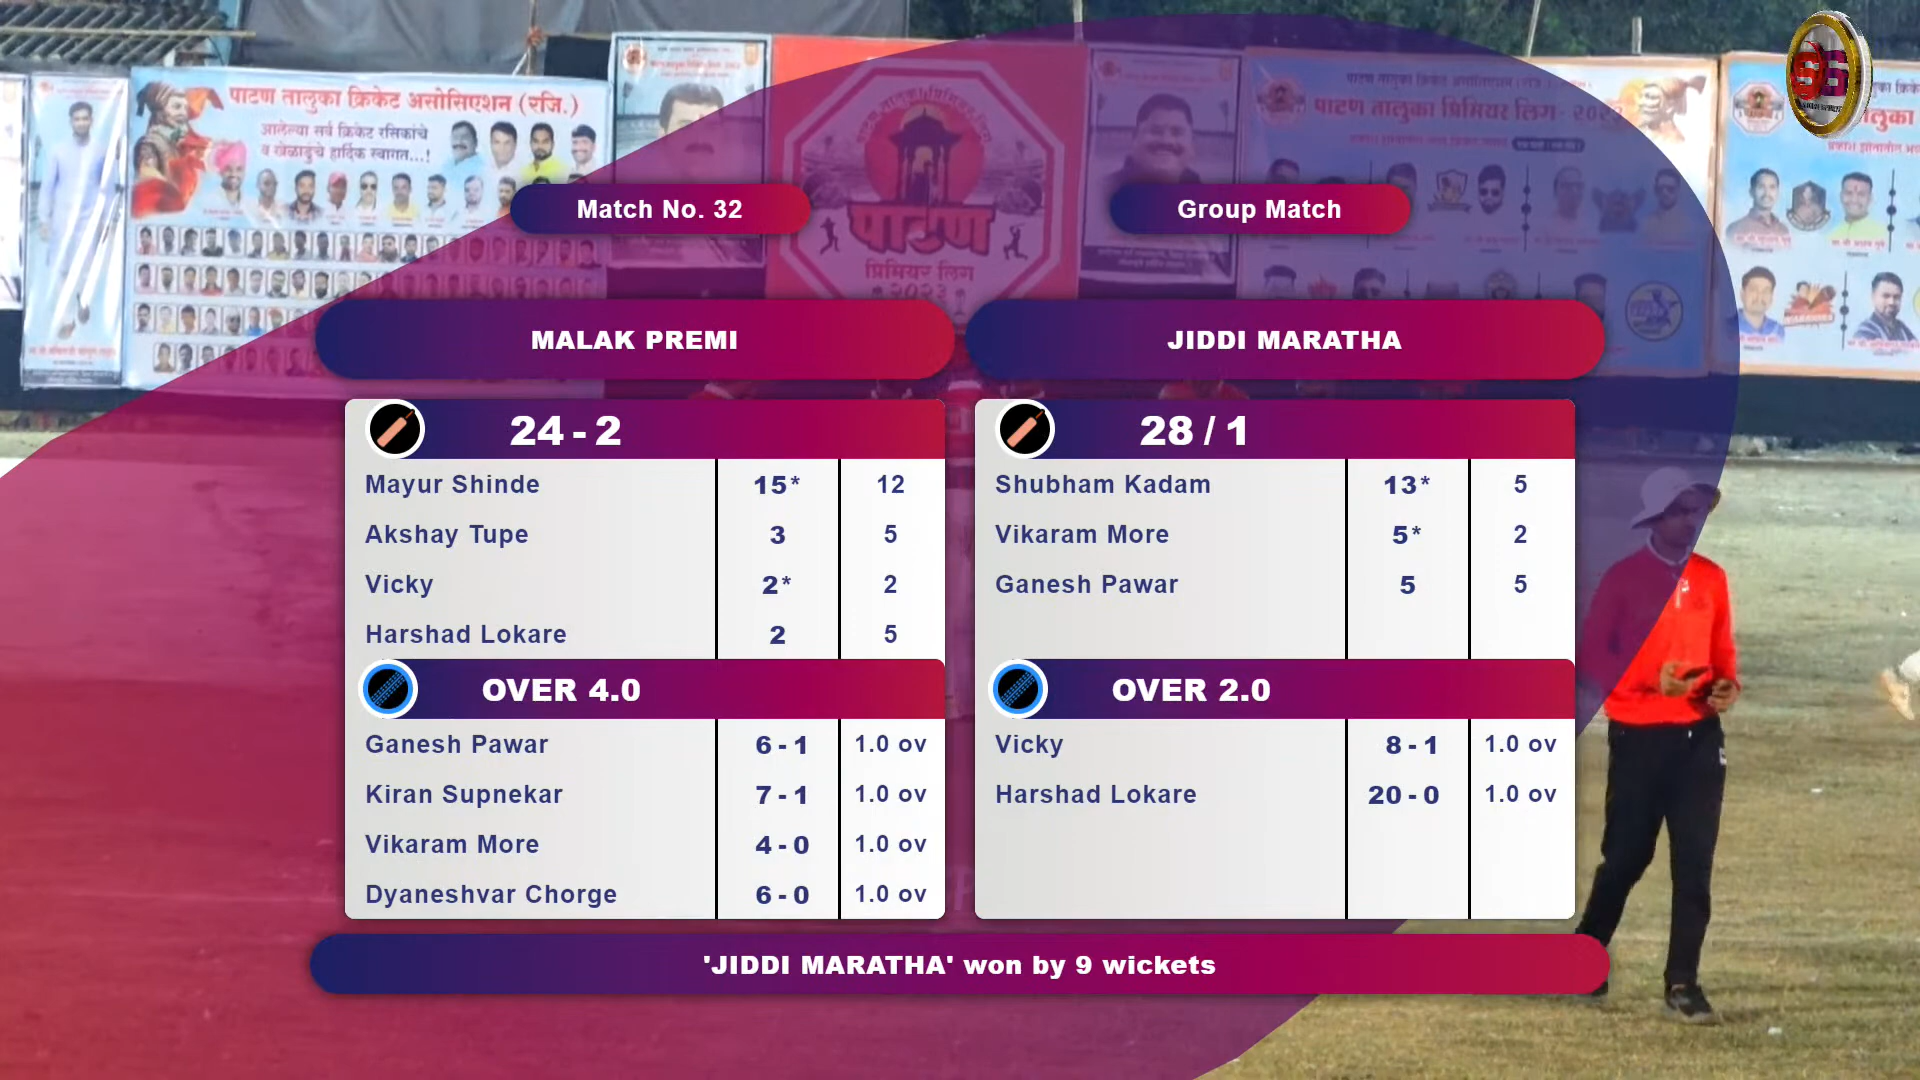 पाटण तालुका क्रिकेट असोसिएशन (रजि.)
आलेल्या सर्व क्रिकेट रसिकांचे
व खेळाडुंचे हार्दिक स्वागत...!
पाटण तालुका प्रिमियर लिग-
पाटण
प्रिमियर लिग
२०२३
Match No. 32
Group Match
MALAK PREMI
JIDDI MARATHA
24 - 2
Mayur Shinde 15* 12
Akshay Tupe 3 5
Vicky 2* 2
Harshad Lokare 2 5
OVER 4.0
Ganesh Pawar 6 - 1 1.0 ov
Kiran Supnekar 7 - 1 1.0 ov
Vikaram More 4 - 0 1.0 ov
Dyaneshvar Chorge 6 - 0 1.0 ov
28 / 1
Shubham Kadam 13* 5
Vikaram More 5* 2
Ganesh Pawar 5 5
OVER 2.0
Vicky 8 - 1 1.0 ov
Harshad Lokare 20 - 0 1.0 ov
'JIDDI MARATHA' won by 9 wickets